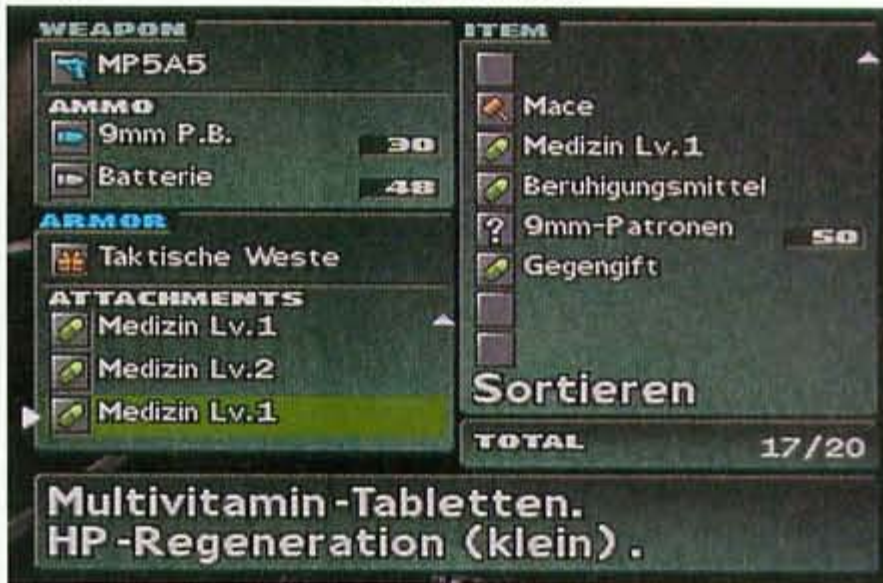 WEAPON
MP5A5
AMMO
9mm P.B. 30
Batterie 48
ARMOR
Taktische Weste
ATTACHMENTS
Medizin Lv.1
Medizin Lv.2
Medizin Lv.1
ITEM
Mace
Medizin Lv.1
Beruhigungsmittel
? 9mm-Patronen 50
Gegengift
Sortieren
TOTAL 17/20
Multivitamin-Tabletten.
HP-Regeneration (klein).